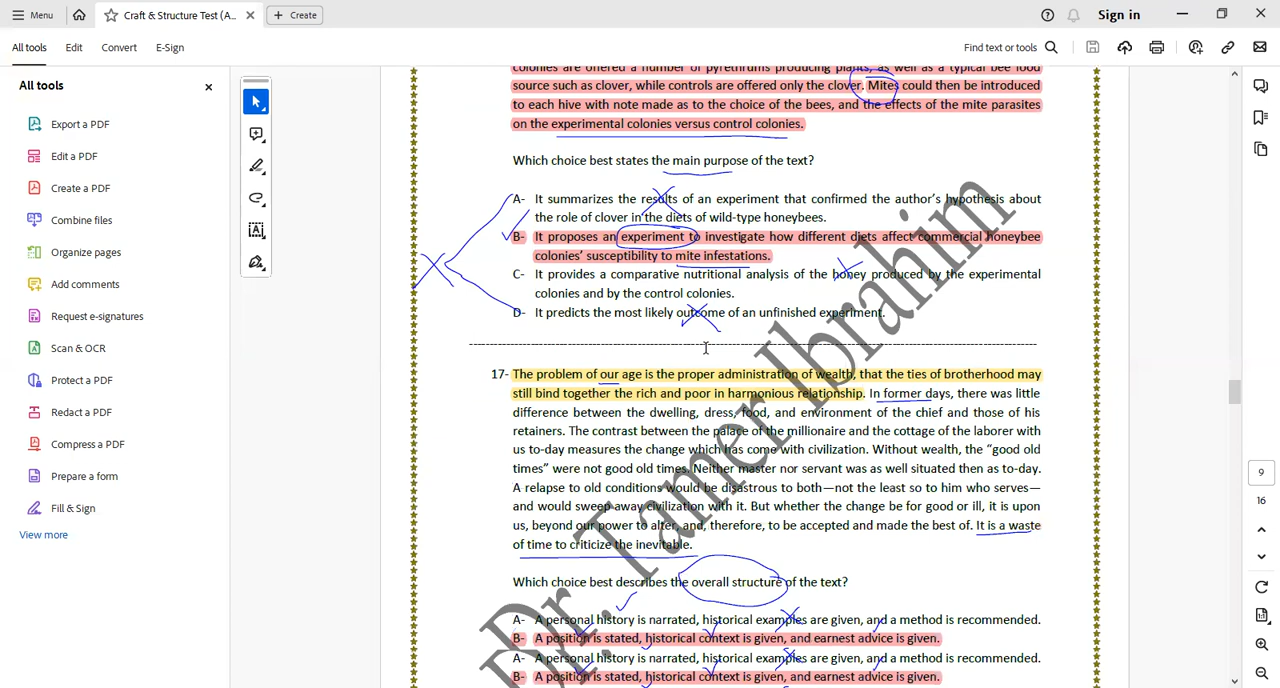 Menu
Craft & Structure Test (A...
Create
Sign in
All tools
Edit
Convert
E-Sign
Find text or tools
All tools
Export a PDF
Edit a PDF
Create a PDF
Combine files
Organize pages
Add comments
Request e-signatures
Scan & OCR
Protect a PDF
Redact a PDF
Compress a PDF
Prepare a form
Fill & Sign
View more
colonies are offered a number of pyrethrums producing plants, as well as a typical bee food
source such as clover, while controls are offered only the clover. Mites could then be introduced
to each hive with note made as to the choice of the bees, and the effects of the mite parasites
on the experimental colonies versus control colonies.
Which choice best states the main purpose of the text?
A- It summarizes the results of an experiment that confirmed the author's hypothesis about
the role of clover in the diets of wild-type honeybees.
B- It proposes an experiment to investigate how different diets affect commercial honeybee
colonies' susceptibility to mite infestations.
C- It provides a comparative nutritional analysis of the honey produced by the experimental
colonies and by the control colonies.
D- It predicts the most likely outcome of an unfinished experiment.
17- The problem of our age is the proper administration of wealth, that the ties of brotherhood may
still bind together the rich and poor in harmonious relationship. In former days, there was little
difference between the dwelling, dress, food, and environment of the chief and those of his
retainers. The contrast between the palace of the millionaire and the cottage of the laborer with
us to-day measures the change which has come with civilization. Without wealth, the “good old
times” were not good old times. Neither master nor servant was as well situated then as to-day.
A relapse to old conditions would be disastrous to both—not the least so to him who serves—
and would sweep away civilization with it. But whether the change be for good or ill, it is upon
us, beyond our power to alter, and, therefore, to be accepted and made the best of. It is a waste
of time to criticize the inevitable.
Which choice best describes the overall structure of the text?
A- A personal history is narrated, historical examples are given, and a method is recommended.
B- A position is stated, historical context is given, and earnest advice is given.
A- A personal history is narrated, historical examples are given, and a method is recommended.
B- A position is stated, historical context is given, and earnest advice is given.
Dr. Tamer Ibrahim
9
16